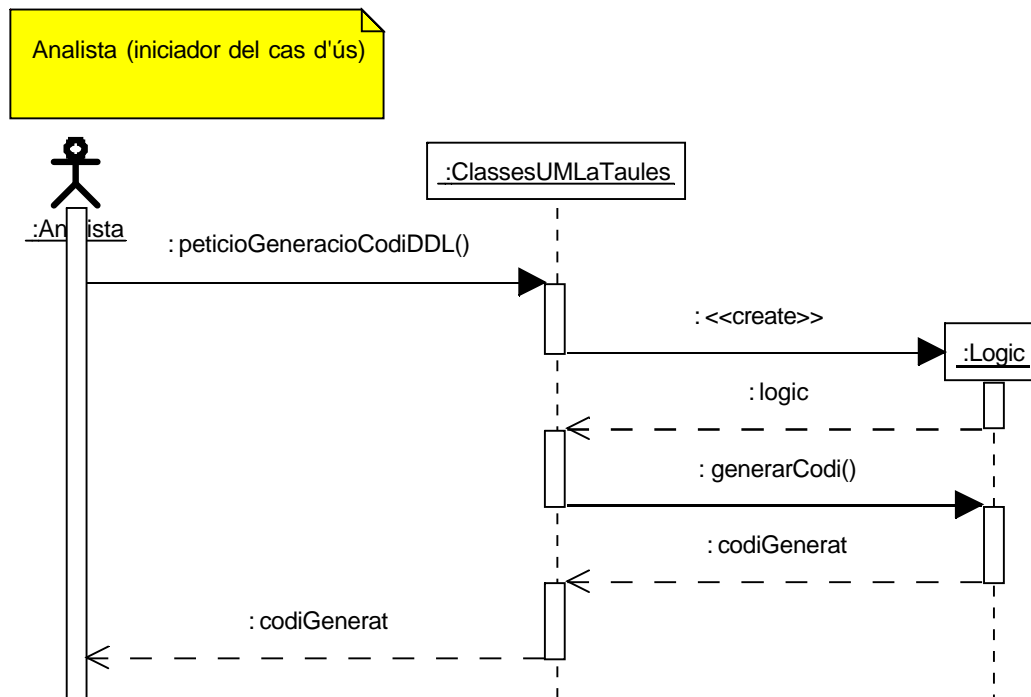 Analista (iniciador del cas d'ús)
:ClassesUMLaTaules
:Analista
: peticioGeneracioCodiDDL()
: <<create>>
:Logic
: logic
: generarCodi()
: codiGenerat
: codiGenerat